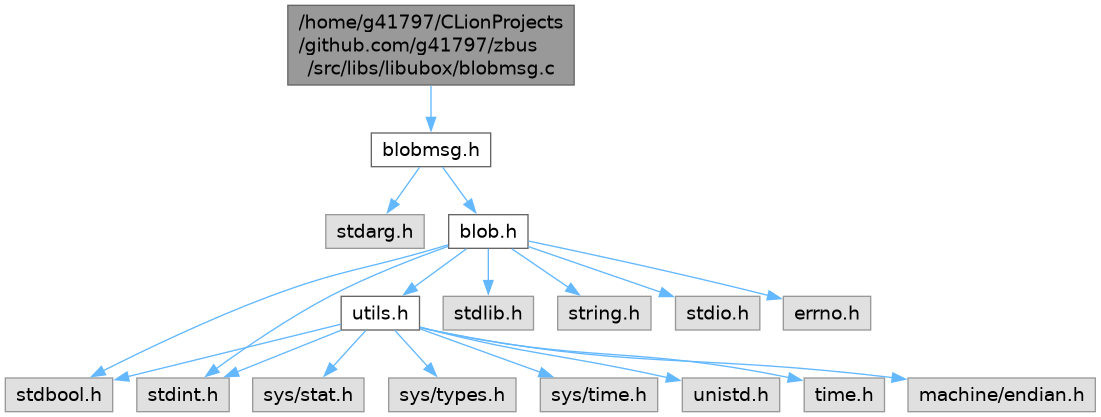 /home/g41797/CLionProjects
/github.com/g41797/zbus
/src/libs/libubox/blobmsg.c
blobmsg.h
stdarg.h
blob.h
utils.h
stdlib.h
string.h
stdio.h
errno.h
stdbool.h
stdint.h
sys/stat.h
sys/types.h
sys/time.h
unistd.h
time.h
machine/endian.h